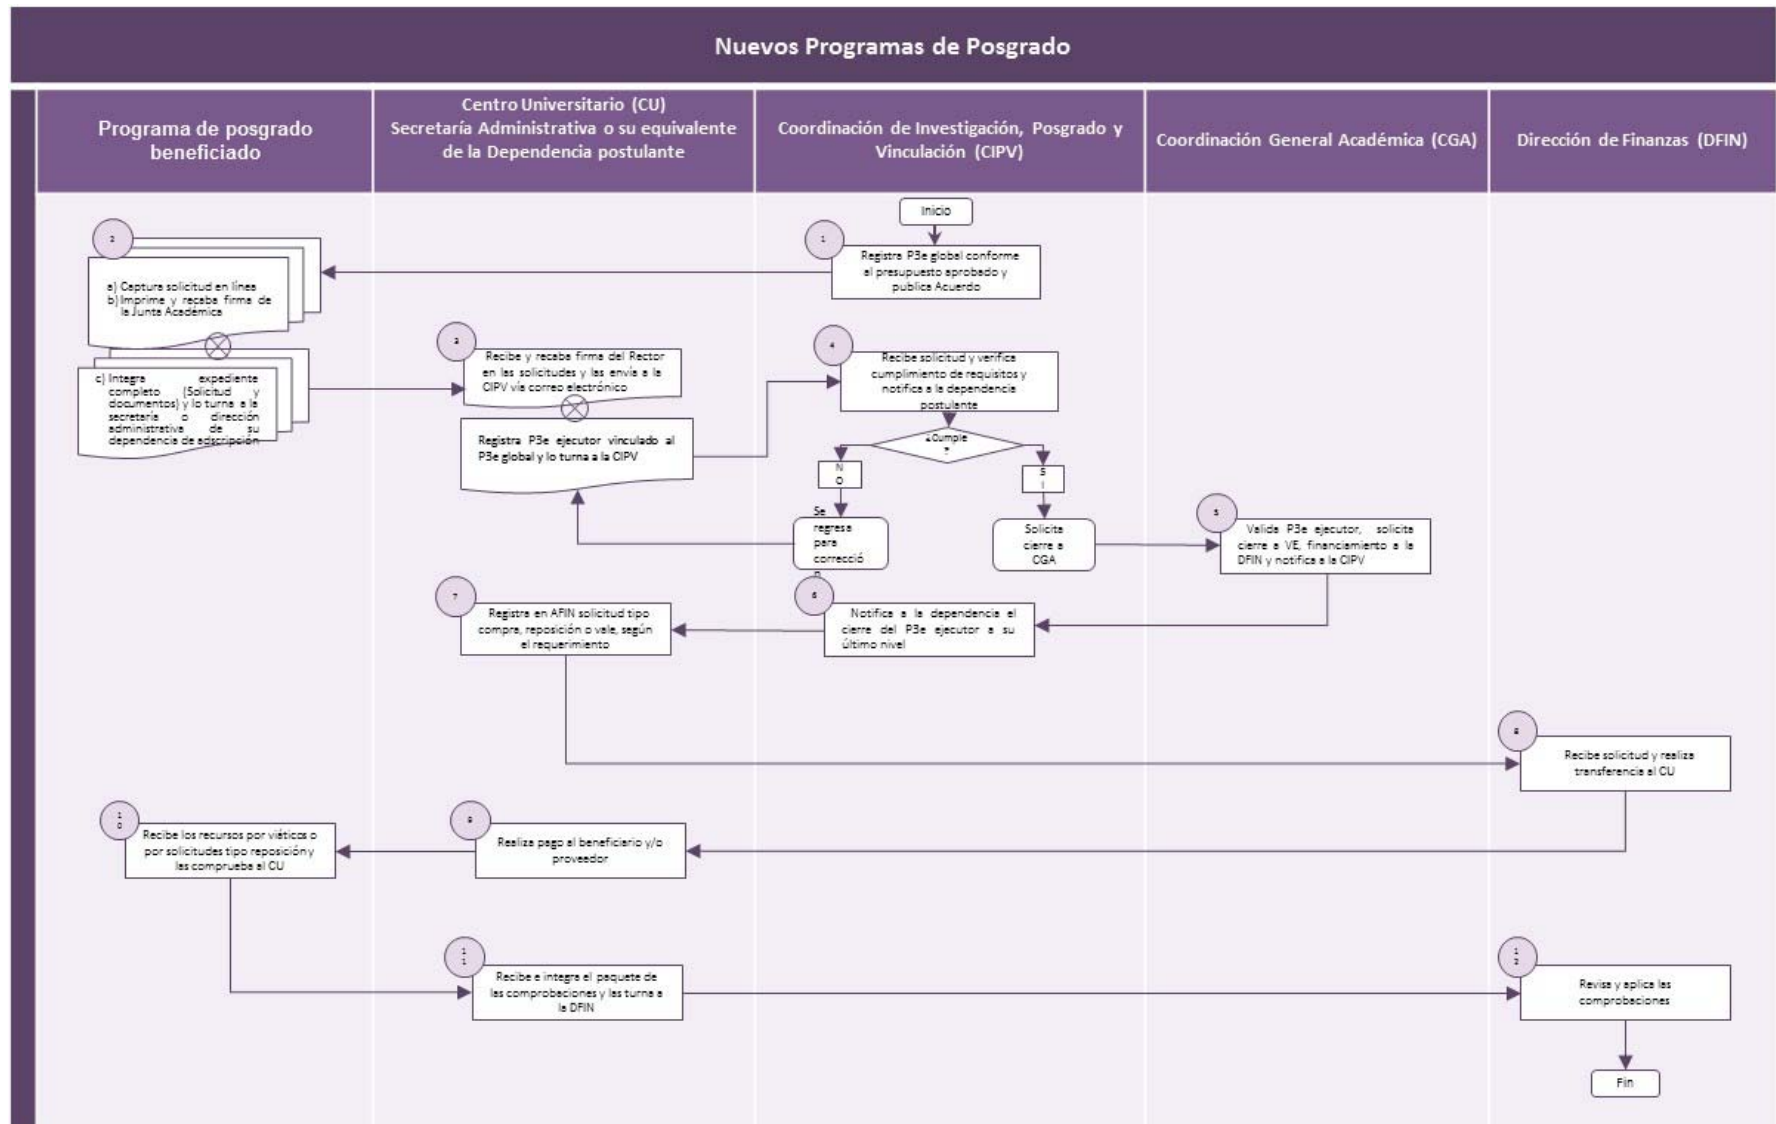 Nuevos Programas de Posgrado
Programa de posgrado
beneficiado
Centro Universitario (CU)
Secretaría Administrativa o su equivalente
de la Dependencia postulante
Coordinación de Investigación, Posgrado y
Vinculación (CIPV)
Coordinación General Académica (CGA)
Dirección de Finanzas (DFIN)
Inicio
1
Registra P3e global conforme
al presupuesto aprobado y
publica Acuerdo
2
a) Captura solicitud en línea
b) Imprime y recaba firma de
la Junta Académica
c) Integra expediente
completo (Solicitud y
documentos) y lo turna a la
secretaría o dirección
administrativa de su
dependencia de adscripción
3
Recibe y recaba firma del Rector
en las solicitudes y las envía a la
CIPV vía correo electrónico
Registra P3e ejecutor vinculado al
P3e global y lo turna a la CIPV
4
Recibe solicitud y verifica
cumplimiento de requisitos y
notifica a la dependencia
postulante
¿Cumple
?
N
O
S
I
Se
regresa
para
correcció
n
Solicita
cierre a
CGA
5
Valida P3e ejecutor, solicita
cierre a VE, financiamiento a la
DFIN y notifica a la CIPV
6
Notifica a la dependencia el
cierre del P3e ejecutor a su
último nivel
7
Registra en AFIN solicitud tipo
compra, reposición o vale, según
el requerimiento
8
Recibe solicitud y realiza
transferencia al CU
9
Realiza pago al beneficiario y/o
proveedor
1
0
Recibe los recursos por viáticos o
por solicitudes tipo reposición y
las comprueba al CU
1
1
Recibe e integra el paquete de
las comprobaciones y las turna a
la DFIN
1
2
Revisa y aplica las
comprobaciones
Fin